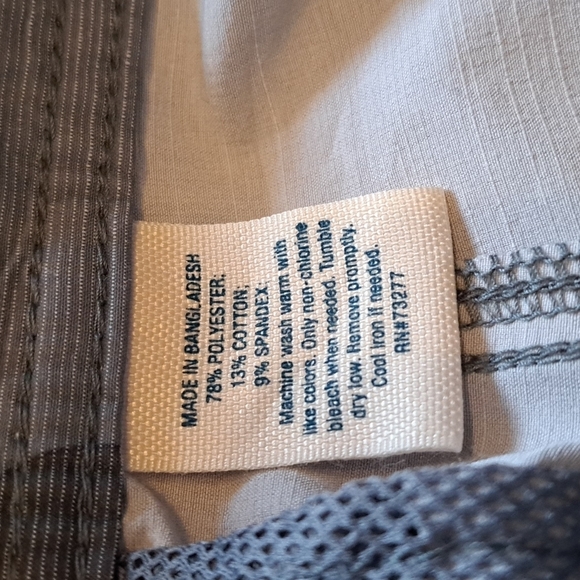 MADE IN BANGLADESH
78% POLYESTER;
13% COTTON;
9% SPANDEX.
Machine wash warm with
like colors. Only non-chlorine
bleach when needed. Tumble
dry low. Remove promptly.
Cool iron if needed.
RN#73277